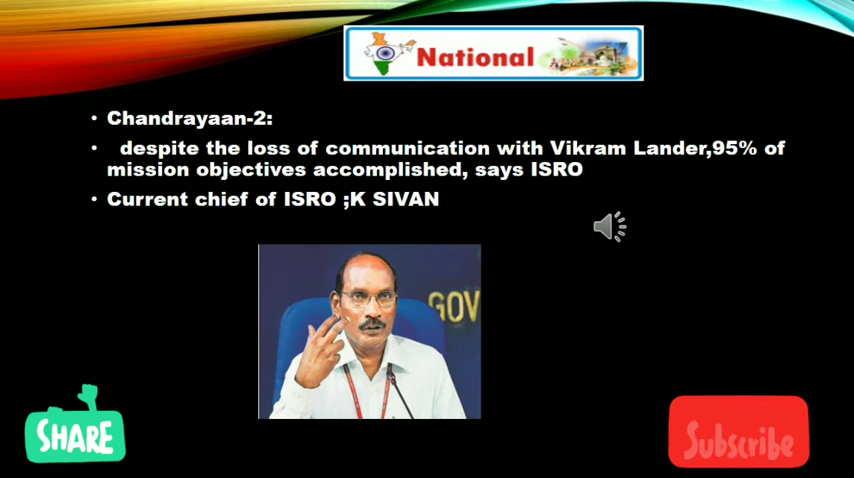 National
• Chandrayaan-2:
• despite the loss of communication with Vikram Lander,95% of
mission objectives accomplished, says ISRO
• Current chief of ISRO ;K SIVAN
GOV
SHARE
Subscribe